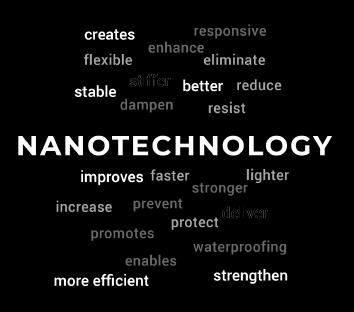 creates responsive
enhance
flexible eliminate
stiffer
stable better reduce
dampen resist
NANOTECHNOLOGY
improves faster lighter
stronger
increase prevent
deliver
protect
promotes
waterproofing
enables
more efficient strengthen